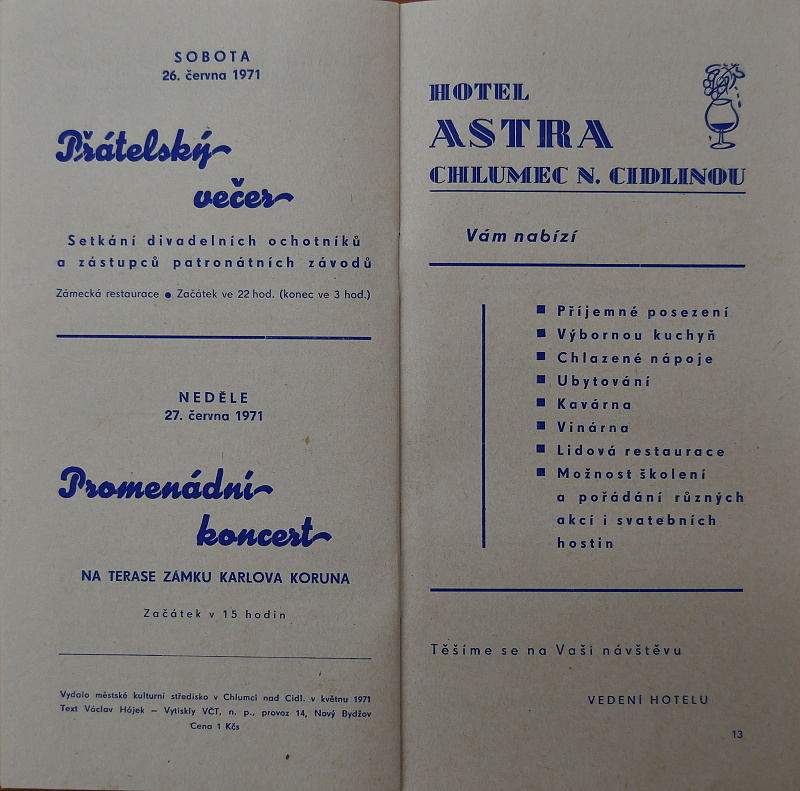 SOBOTA
26. června 1971
Přátelský
večer
Setkání divadelních ochotníků
a zástupců patronátních závodů
Zámecká restaurace ● Začátek ve 22 hod. (konec ve 3 hod.)
NEDĚLE
27. června 1971
Promenádní
koncert
NA TERASE ZÁMKU KARLOVA KORUNA
Začátek v 15 hodin
Vydalo městské kulturní středisko v Chlumci nad Cidl. v květnu 1971
Text Václav Hájek – Vytiskly VČT, n. p., provoz 14, Nový Bydžov
Cena 1 Kčs
HOTEL
ASTRA
CHLUMEC N. CIDLINOU
Vám nabízí
■ Příjemné posezení
■ Výbornou kuchyň
■ Chlazené nápoje
■ Ubytování
■ Kavárna
■ Vinárna
■ Lidová restaurace
■ Možnost školení
a pořádání různých
akcí i svatebních
hostin
Těšíme se na Vaši návštěvu
VEDENÍ HOTELU
13